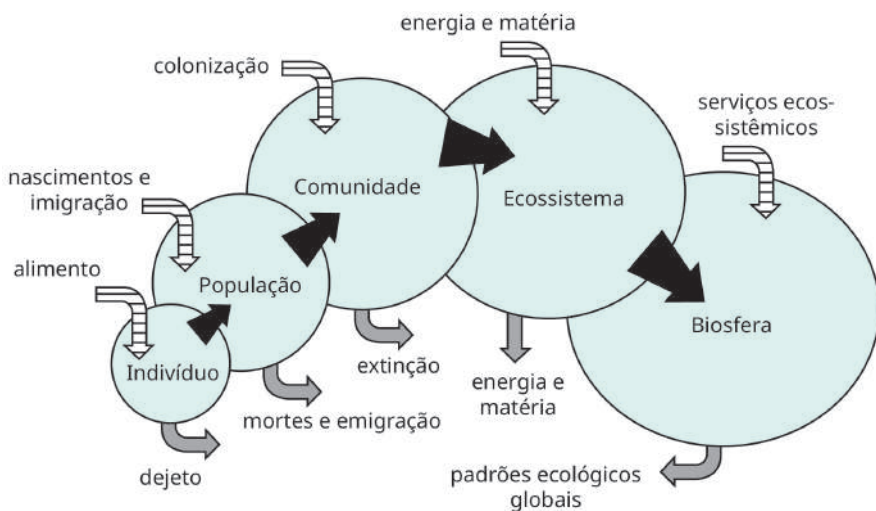 energia e matéria
colonização
serviços ecos-
sistêmicos
nascimentos e
imigração
Comunidade
Ecossistema
alimento
População
Biosfera
Indivíduo
extinção
energia e
matéria
mortes e emigração
dejeto
padrões ecológicos
globais